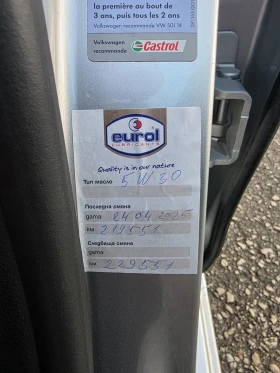 la première au bout de
3 ans, puis tous les 2 ans
Volkswagen recommande VW 501 14
Volkswagen
recommande
Castrol
eurol
LUBRICANTS
Quality is in our nature
Тип масло 5W30
Последна смяна
дата 24.04.2025
км 219551
Следваща смяна
дата
км 229551